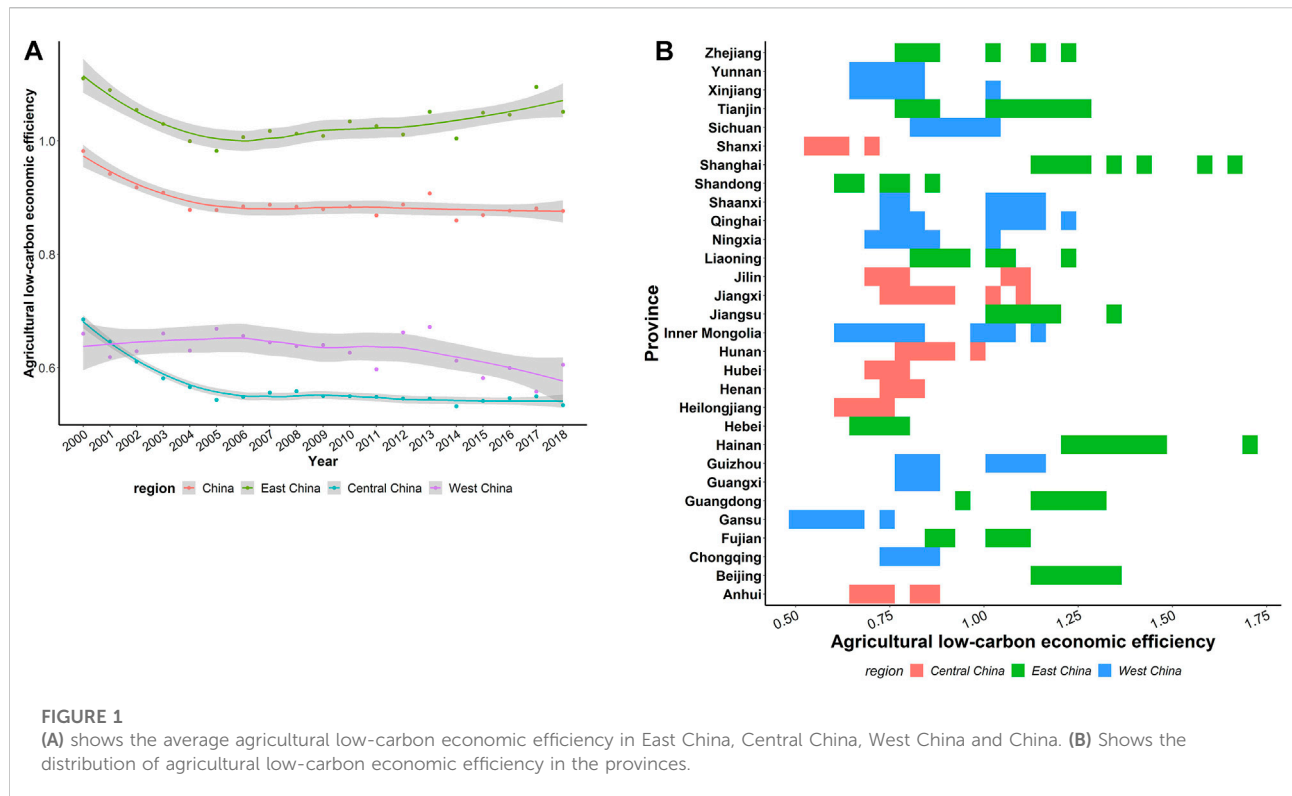 A
Agricultural low-carbon economic efficiency
1.0
0.8
0.6
2000
2001
2002
2003
2004
2005
2006
2007
2008
2009
2010
2011
2012
2013
2014
2015
2016
2017
2018
Year
region China East China Central China West China
B
Province
Zhejiang
Yunnan
Xinjiang
Tianjin
Sichuan
Shanxi
Shanghai
Shandong
Shaanxi
Qinghai
Ningxia
Liaoning
Jilin
Jiangxi
Jiangsu
Inner Mongolia
Hunan
Hubei
Henan
Heilongjiang
Hebei
Hainan
Guizhou
Guangxi
Guangdong
Gansu
Fujian
Chongqing
Beijing
Anhui
0.50
0.75
1.00
1.25
1.50
1.75
Agricultural low-carbon economic efficiency
region Central China East China West China
FIGURE 1
(A) shows the average agricultural low-carbon economic efficiency in East China, Central China, West China and China. (B) Shows the
distribution of agricultural low-carbon economic efficiency in the provinces.